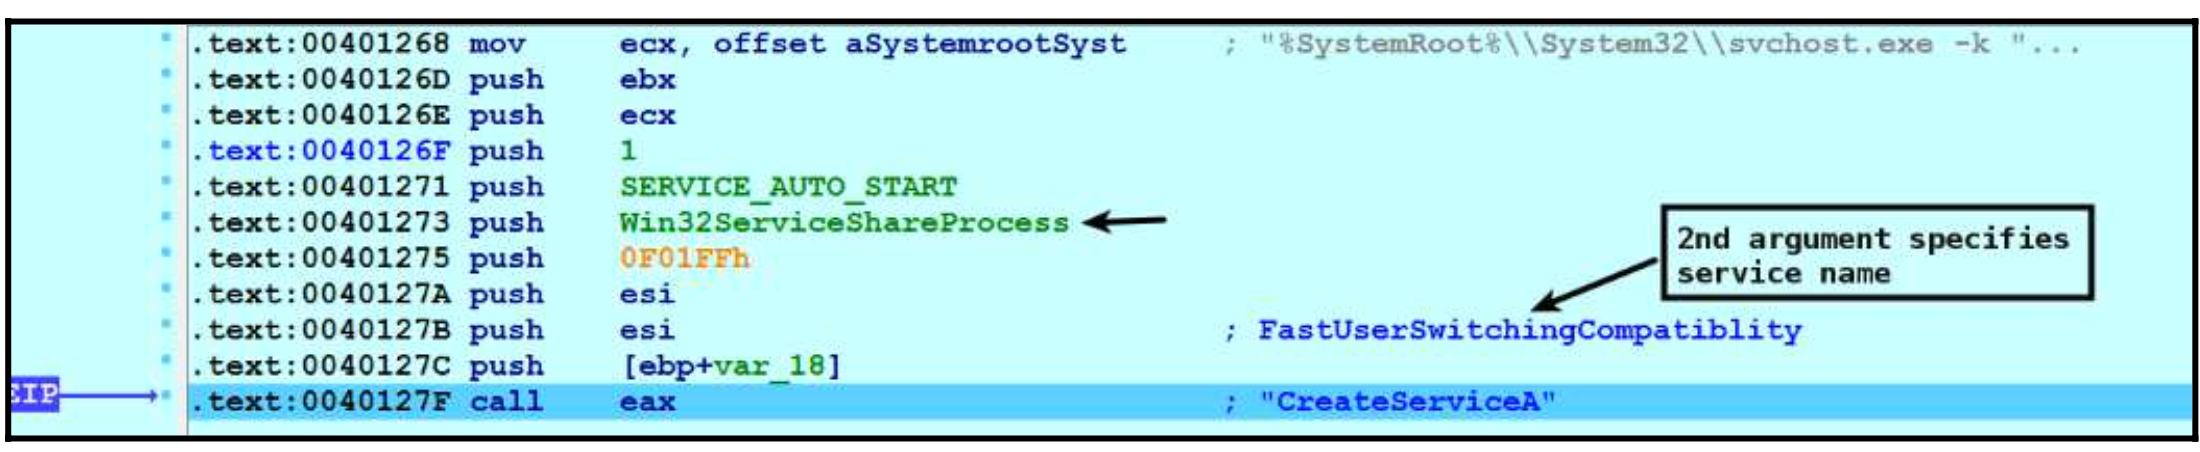 .text:00401268 mov ecx, offset aSystemrootSyst ; "%SystemRoot%\\System32\\svchost.exe -k "...
.text:0040126D push ebx
.text:0040126E push ecx
.text:0040126F push 1
.text:00401271 push SERVICE_AUTO_START
.text:00401273 push Win32ServiceShareProcess
2nd argument specifies
service name
.text:00401275 push 0F01FFh
.text:0040127A push esi
.text:0040127B push esi ; FastUserSwitchingCompatiblity
.text:0040127C push [ebp+var_18]
EIP
.text:0040127F call eax ; "CreateServiceA"